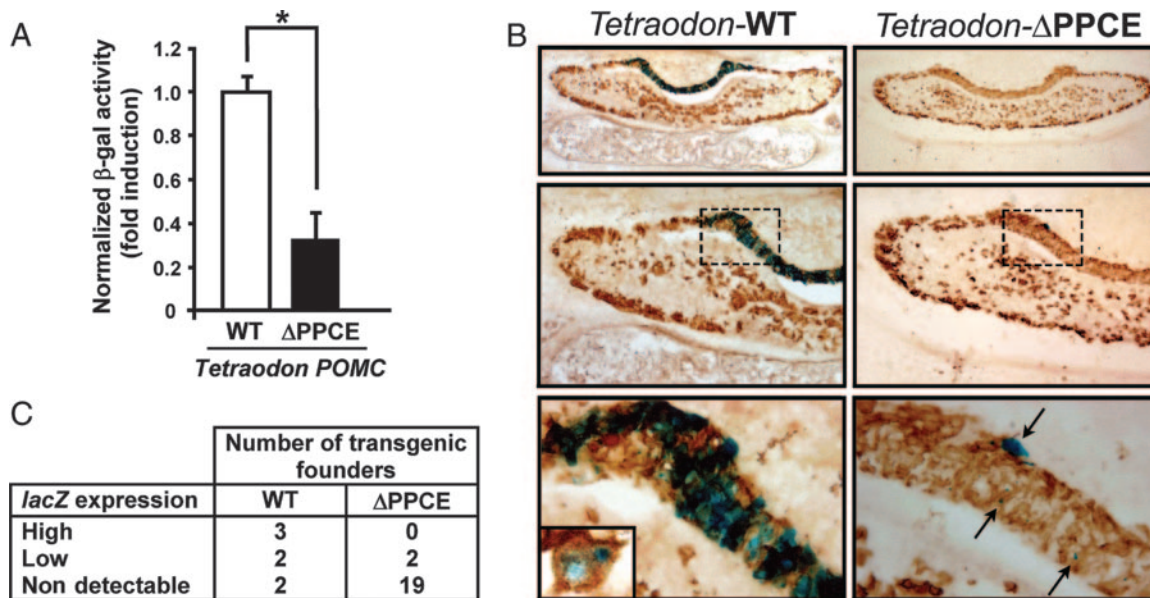 A
Normalized β-gal activity
(fold induction)
*
1.2
1.0
0.8
0.6
0.4
0.2
0
WT ΔPPCE
Tetraodon POMC
B
Tetraodon-WT Tetraodon-ΔPPCE
C
Number of transgenic
founders
lacZ expression WT ΔPPCE
High 3 0
Low 2 2
Non detectable 2 19